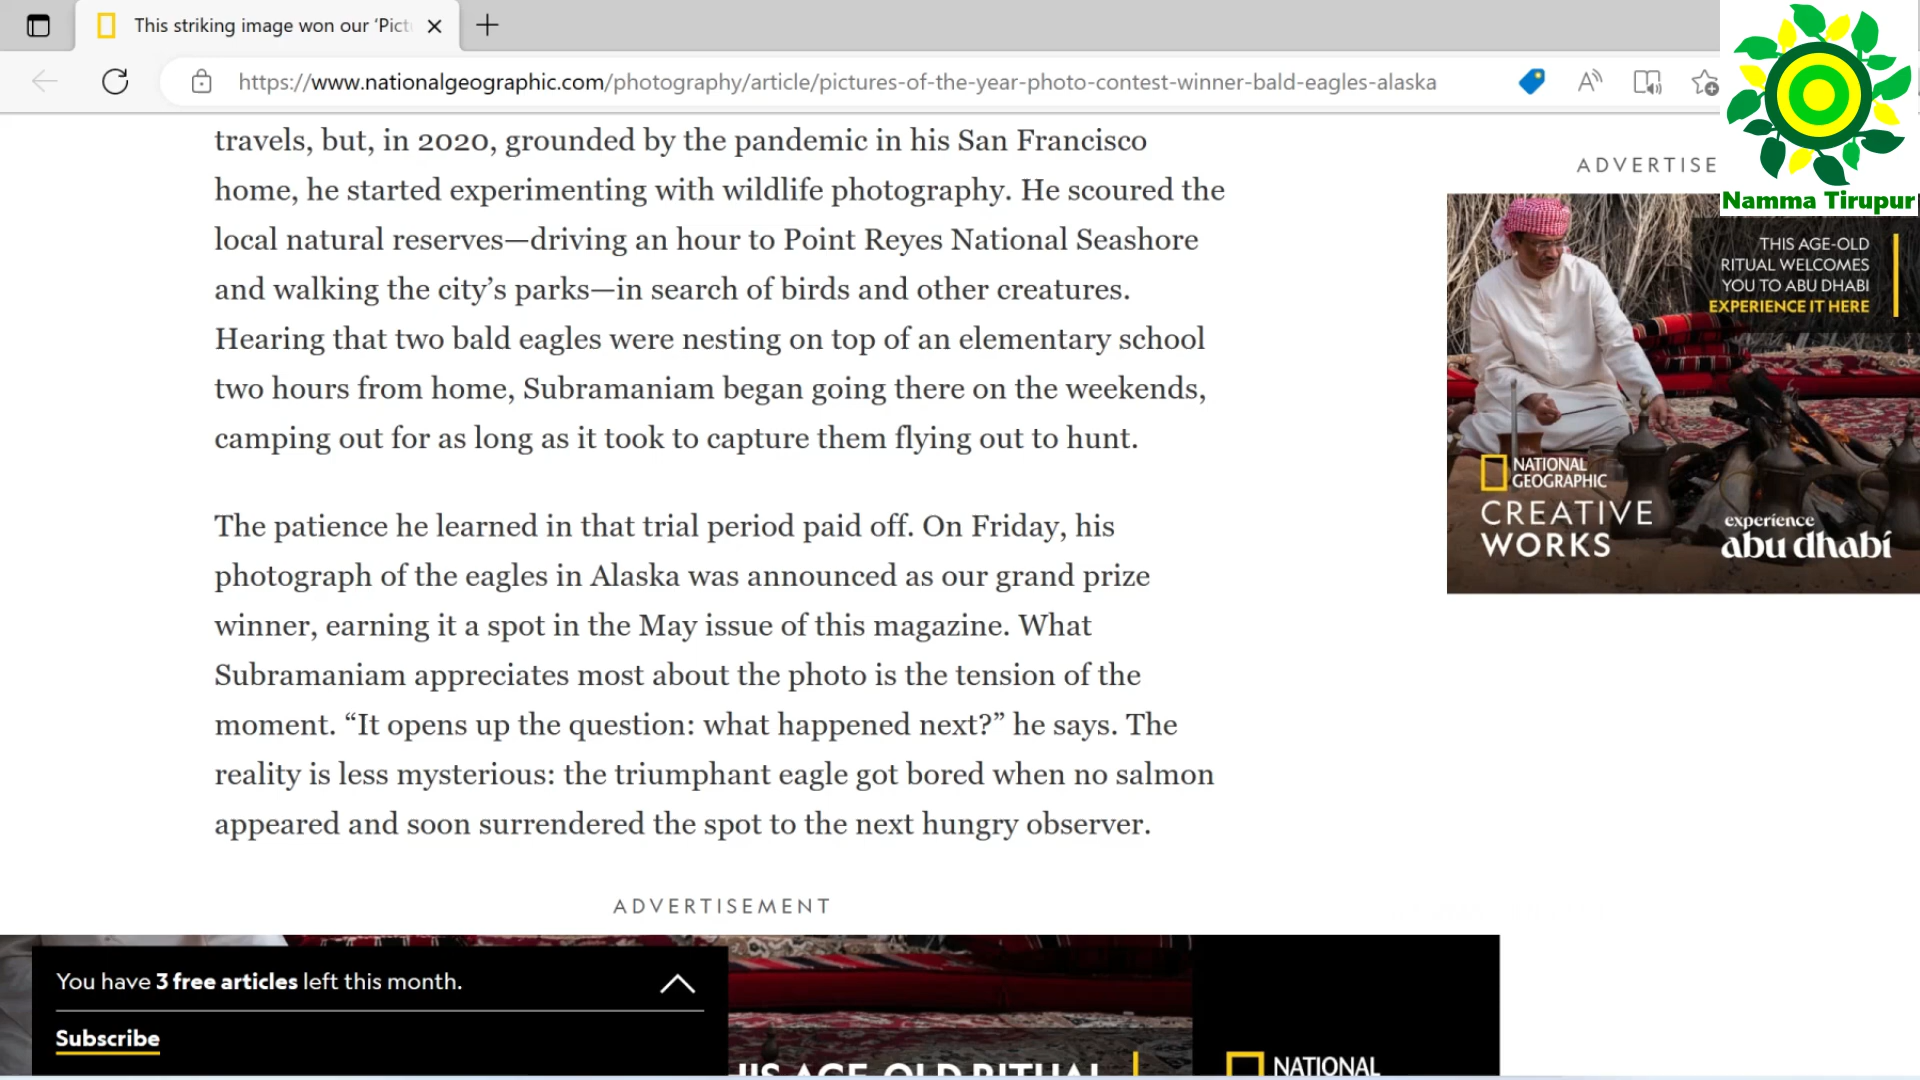 This striking image won our ‘Pict
https://www.nationalgeographic.com/photography/article/pictures-of-the-year-photo-contest-winner-bald-eagles-alaska
Namma Tirupur
travels, but, in 2020, grounded by the pandemic in his San Francisco
home, he started experimenting with wildlife photography. He scoured the
local natural reserves—driving an hour to Point Reyes National Seashore
and walking the city’s parks—in search of birds and other creatures.
Hearing that two bald eagles were nesting on top of an elementary school
two hours from home, Subramaniam began going there on the weekends,
camping out for as long as it took to capture them flying out to hunt.
The patience he learned in that trial period paid off. On Friday, his
photograph of the eagles in Alaska was announced as our grand prize
winner, earning it a spot in the May issue of this magazine. What
Subramaniam appreciates most about the photo is the tension of the
moment. “It opens up the question: what happened next?” he says. The
reality is less mysterious: the triumphant eagle got bored when no salmon
appeared and soon surrendered the spot to the next hungry observer.
ADVERTISE
THIS AGE-OLD
RITUAL WELCOMES
YOU TO ABU DHABI
EXPERIENCE IT HERE
NATIONAL
GEOGRAPHIC
CREATIVE
WORKS
experience
abu dhabi
ADVERTISEMENT
You have 3 free articles left this month.
Subscribe
HIS AGE-OLD RITUAL
NATIONAL